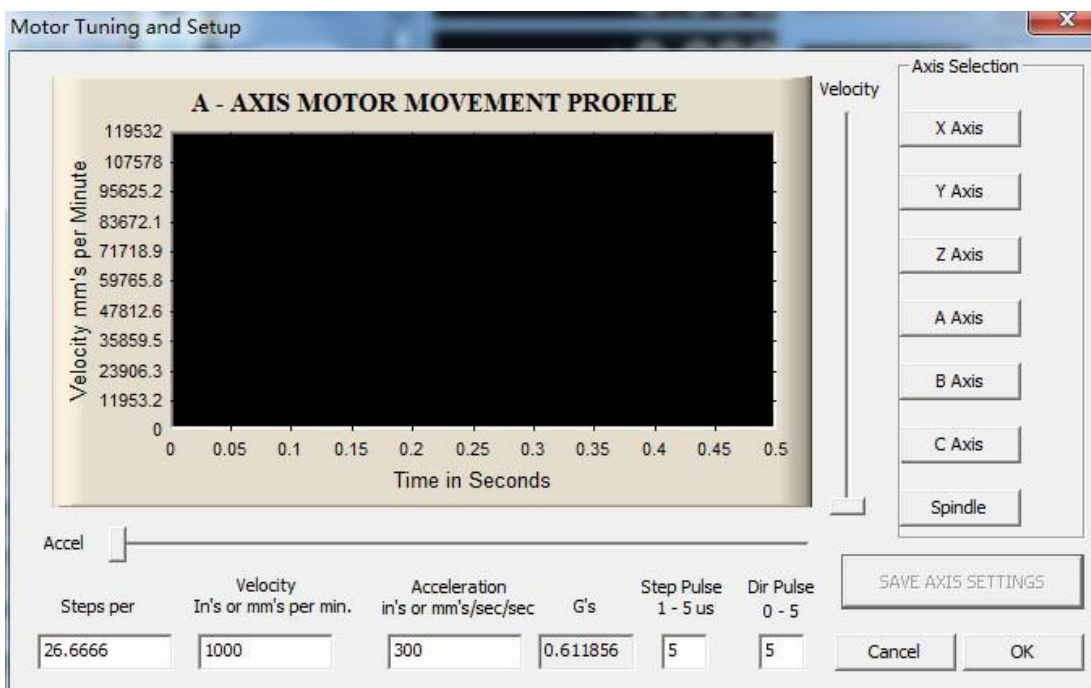 Motor Tuning and Setup
A - AXIS MOTOR MOVEMENT PROFILE
Velocity mm's per Minute
119532
107578
95625.2
83672.1
71718.9
59765.8
47812.6
35859.5
23906.3
11953.2
0
0 0.05 0.1 0.15 0.2 0.25 0.3 0.35 0.4 0.45 0.5
Time in Seconds
Velocity
Axis Selection
X Axis
Y Axis
Z Axis
A Axis
B Axis
C Axis
Spindle
Accel
Steps per
Velocity
In's or mm's per min.
Acceleration
in's or mm's/sec/sec
G's
Step Pulse
1 - 5 us
Dir Pulse
0 - 5
26.6666 1000 300 0.611856 5 5
SAVE AXIS SETTINGS
Cancel OK